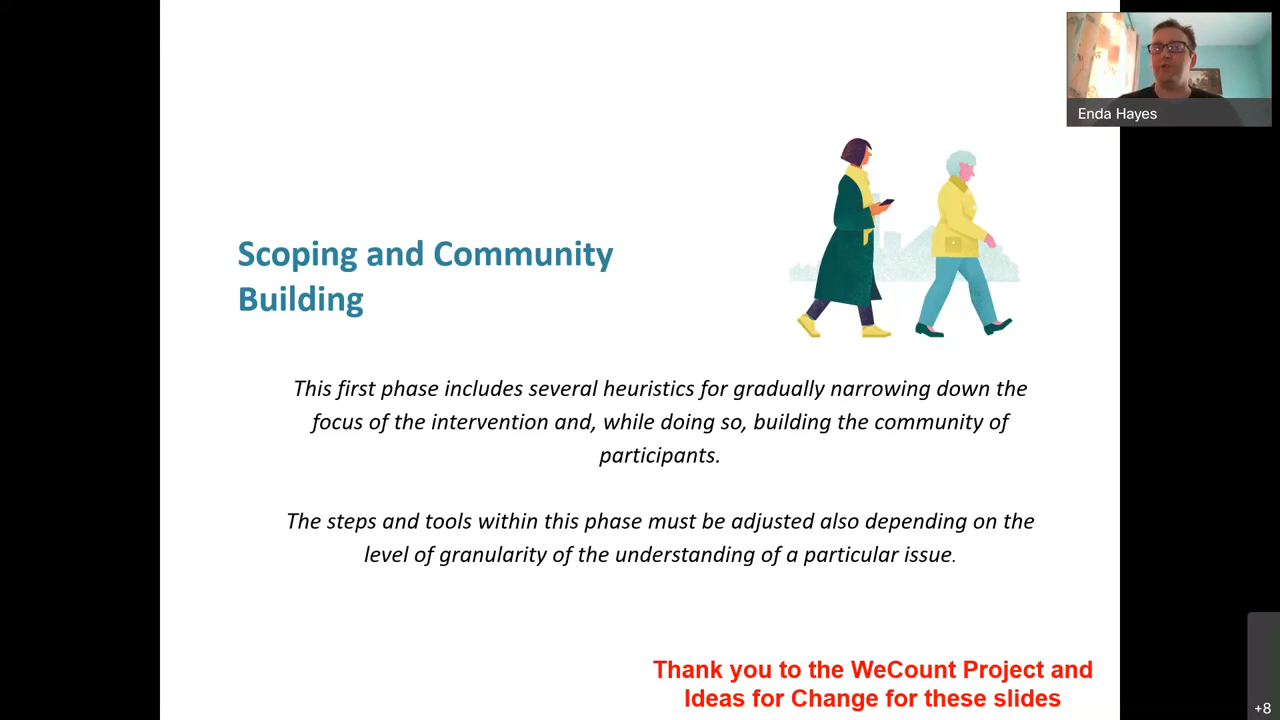 Enda Hayes
Scoping and Community
Building
This first phase includes several heuristics for gradually narrowing down the
focus of the intervention and, while doing so, building the community of
participants.
The steps and tools within this phase must be adjusted also depending on the
level of granularity of the understanding of a particular issue.
Thank you to the WeCount Project and
Ideas for Change for these slides
+8